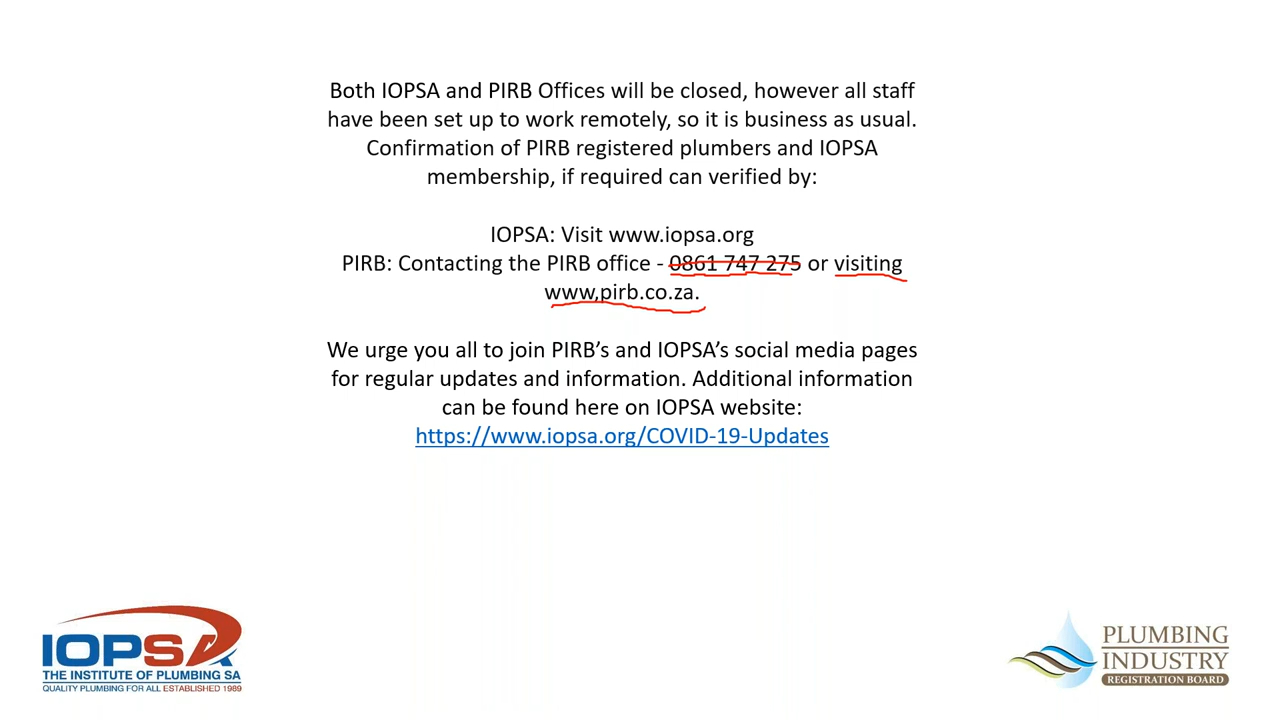 Both IOPSA and PIRB Offices will be closed, however all staff
have been set up to work remotely, so it is business as usual.
Confirmation of PIRB registered plumbers and IOPSA
membership, if required can verified by:
IOPSA: Visit www.iopsa.org
PIRB: Contacting the PIRB office - 0861 747 275 or visiting
www,pirb.co.za.
We urge you all to join PIRB’s and IOPSA’s social media pages
for regular updates and information. Additional information
can be found here on IOPSA website:
https://www.iopsa.org/COVID-19-Updates
IOPSA
THE INSTITUTE OF PLUMBING SA
QUALITY PLUMBING FOR ALL ESTABLISHED 1989
PLUMBING
INDUSTRY
REGISTRATION BOARD